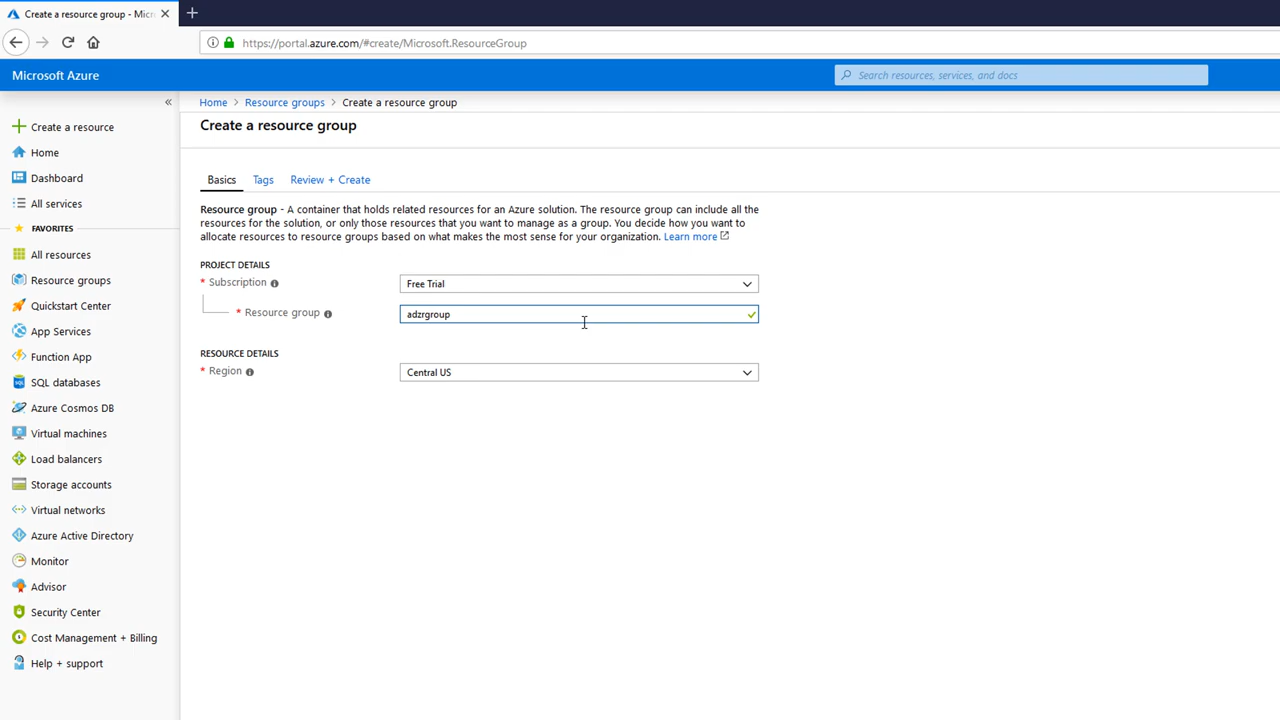 Create a resource group - Micr
https://portal.azure.com/#create/Microsoft.ResourceGroup
Microsoft Azure
Search resources, services, and docs
«
Create a resource
Home
Dashboard
All services
FAVORITES
All resources
Resource groups
Quickstart Center
App Services
Function App
SQL databases
Azure Cosmos DB
Virtual machines
Load balancers
Storage accounts
Virtual networks
Azure Active Directory
Monitor
Advisor
Security Center
Cost Management + Billing
Help + support
Home > Resource groups > Create a resource group
Create a resource group
Basics Tags Review + Create
Resource group - A container that holds related resources for an Azure solution. The resource group can include all the
resources for the solution, or only those resources that you want to manage as a group. You decide how you want to
allocate resources to resource groups based on what makes the most sense for your organization. Learn more
PROJECT DETAILS
* Subscription Free Trial
* Resource group adzrgroup
RESOURCE DETAILS
* Region Central US